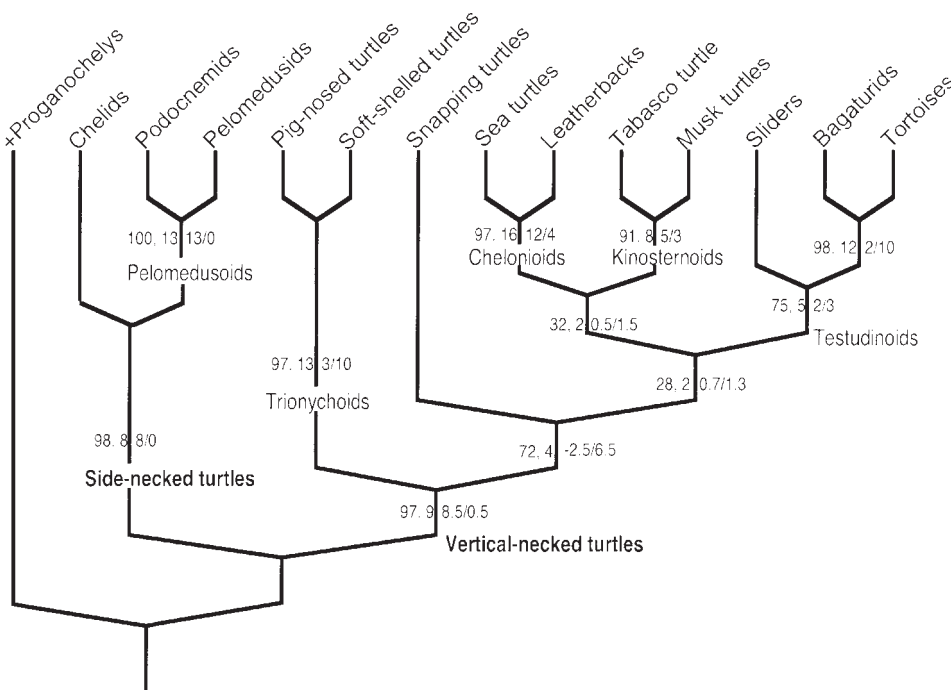 +Proganochelys
Chelids
Podocnemids
Pelomedusids
Pig-nosed turtles
Soft-shelled turtles
Snapping turtles
Sea turtles
Leatherbacks
Tabasco turtle
Musk turtles
Sliders
Bagaturids
Tortoises
100, 13 13/0
Pelomedusoids
97. 16 12/4
Chelonioids
91. 8 5/3
Kinosternoids
98. 12 2/10
75, 5 2/3
Testudinoids
32, 2 0.5/1.5
97. 13 3/10
Trionychoids
28, 2 0.7/1.3
98. 8 8/0
Side-necked turtles
72, 4, -2.5/6.5
97. 9 8.5/0.5
Vertical-necked turtles